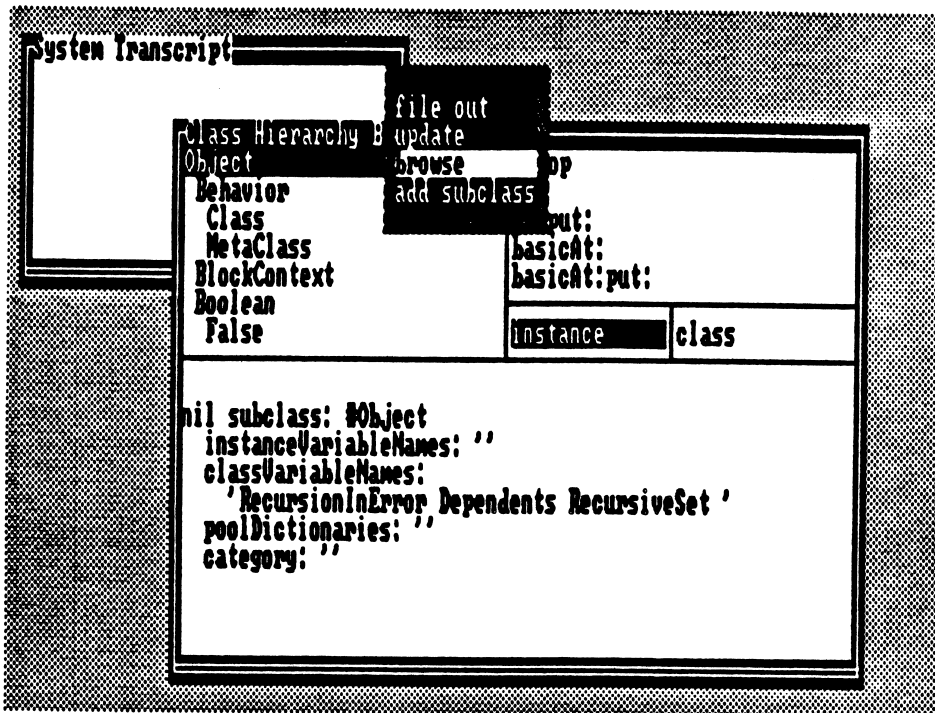 System Transcript
file out
Class Hierarchy B
update
Object
browse
Behavior
add subclass
Class
put:
MetaClass
basicAt:
BlockContext
basicAt:put:
Boolean
False
instance
class
nil subclass: #Object
instanceVariableNames: ''
classVariableNames:
'RecursionInError Dependents RecursiveSet '
poolDictionaries: ''
category: ''